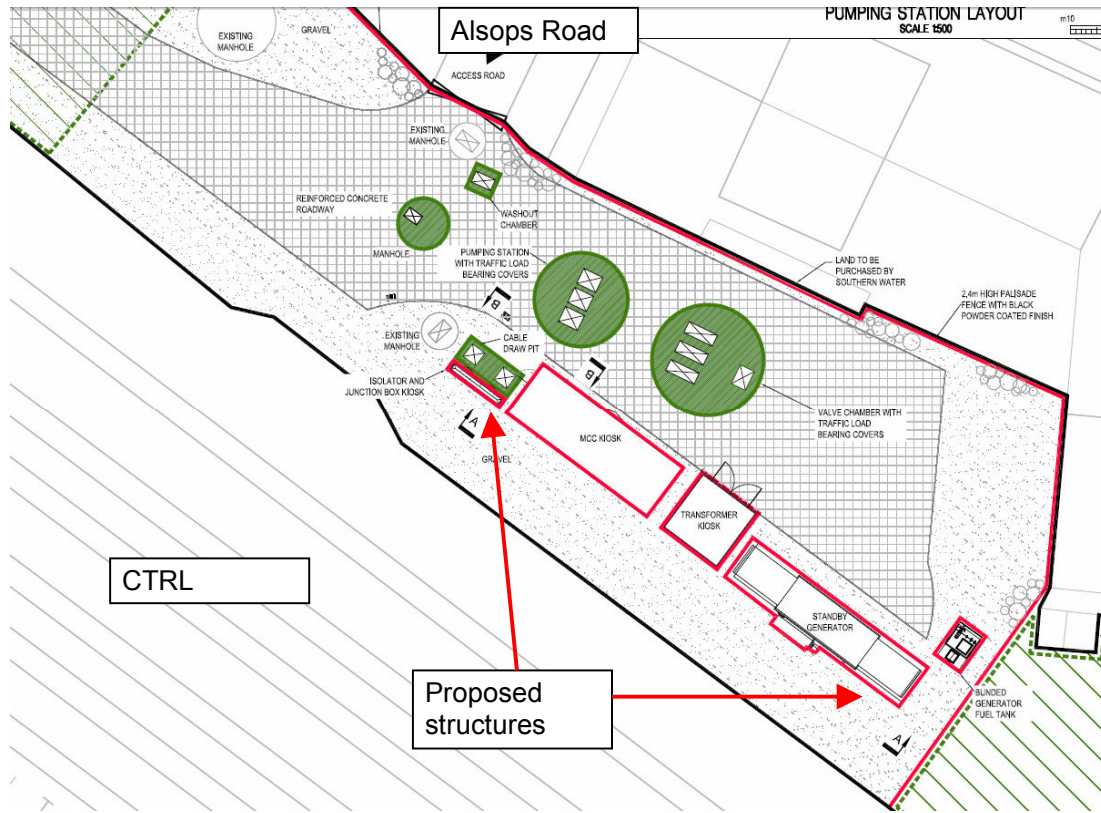 PUMPING STATION LAYOUT
SCALE 1:500
m10
Alsops Road
EXISTING
MANHOLE
GRAVEL
ACCESS ROAD
EXISTING
MANHOLE
REINFORCED CONCRETE
ROADWAY
WASHOUT
CHAMBER
MANHOLE
PUMPING STATION
WITH TRAFFIC LOAD
BEARING COVERS
LAND TO BE
PURCHASED BY
SOUTHERN WATER
2,4m HIGH PALISADE
FENCE WITH BLACK
POWDER COATED FINISH
B
EXISTING
MANHOLE
CABLE
DRAW PIT
B
ISOLATOR AND
JUNCTION BOX KIOSK
A
GRAVEL
MCC KIOSK
VALVE CHAMBER WITH
TRAFFIC LOAD
BEARING COVERS
TRANSFORMER
KIOSK
CTRL
STANDBY
GENERATOR
Proposed
structures
BUNDED
GENERATOR
FUEL TANK
A